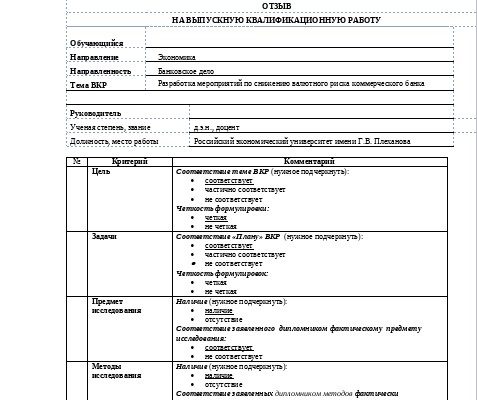 ОТЗЫВ
НА ВЫПУСКНУЮ КВАЛИФИКАЦИОННУЮ РАБОТУ
Обучающийся
Направление Экономика
Направленность Банковское дело
Тема ВКР Разработка мероприятий по снижению валютного риска коммерческого банка
Руководитель
Ученая степень, звание д.э.н., доцент
Должность, место работы Российский экономический университет имени Г.В. Плеханова
№ Критерий Комментарий
Цель Соответствие теме ВКР (нужное подчеркнуть):
• соответствует
• частично соответствует
• не соответствует
Четкость формулировки:
• четкая
• не четкая
Задачи Соответствие «Плану» ВКР (нужное подчеркнуть):
• соответствует
• частично соответствует
• не соответствует
Четкость формулировок:
• четкая
• не четкая
Предмет Наличие (нужное подчеркнуть):
исследования • наличие
• отсутствие
Соответствие заявленного дипломником фактическому предмету
исследования:
• соответствует
• не соответствует
Методы Наличие (нужное подчеркнуть):
исследования • наличие
• отсутствие
Соответствие заявленных дипломником методов фактически